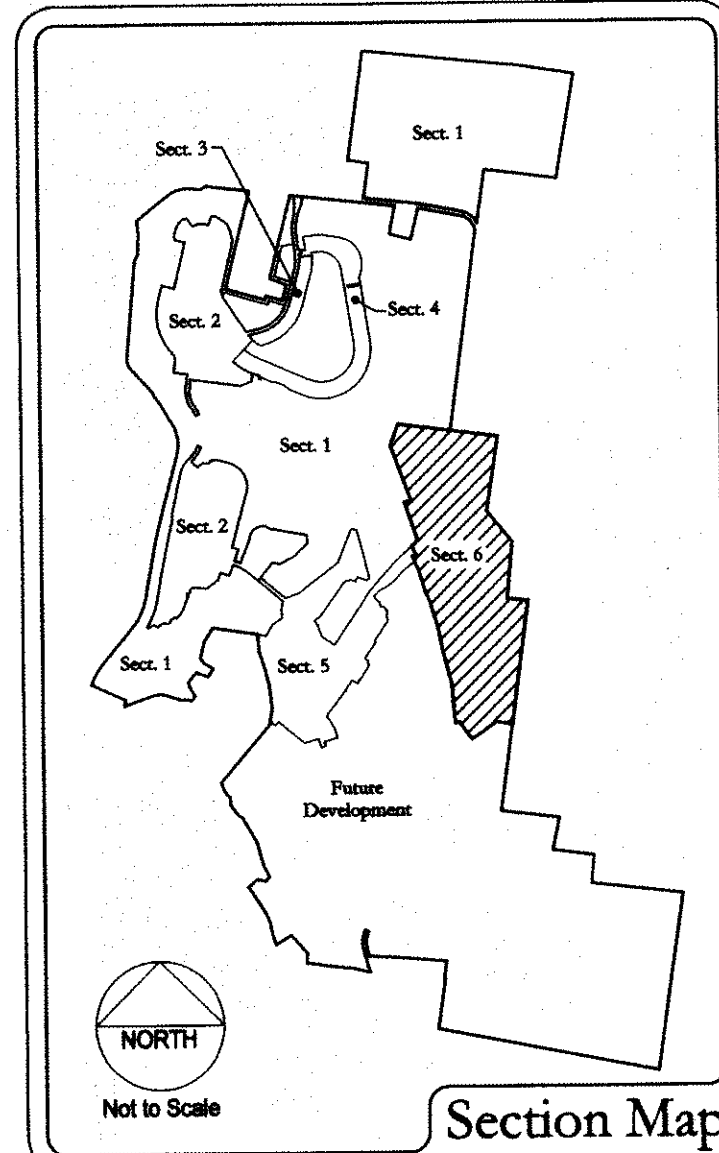 Sect. 1
Sect. 3
Sect. 4
Sect. 2
Sect. 1
Sect. 2
Sect. 6
Sect. 1
Sect. 5
Future
Development
NORTH
Not to Scale
Section Map